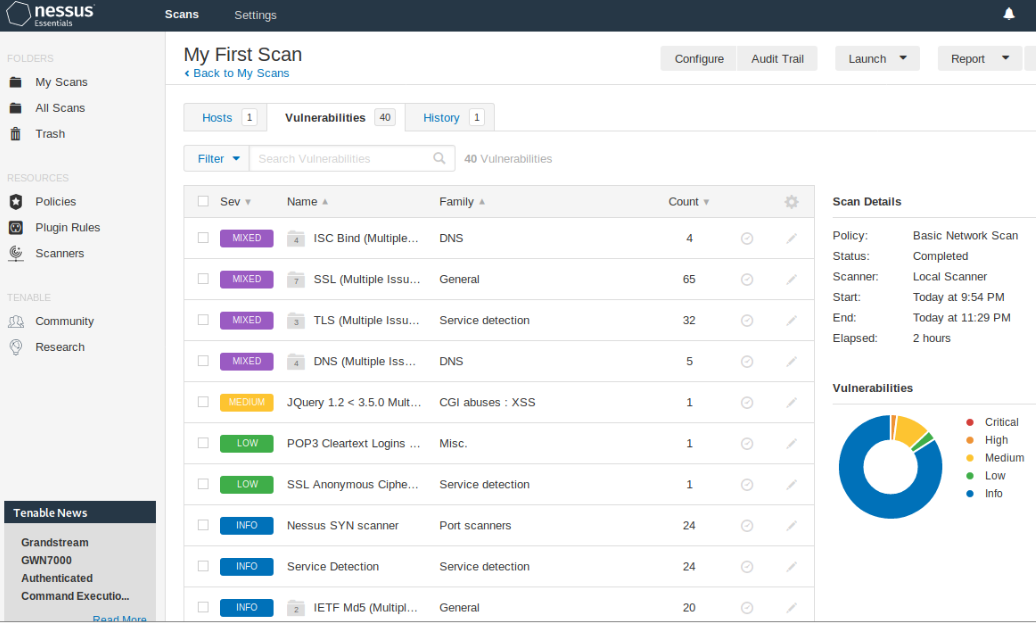 nessus
Essentials
Scans
Settings
FOLDERS
My Scans
All Scans
Trash
RESOURCES
Policies
Plugin Rules
Scanners
TENABLE
Community
Research
Tenable News
Grandstream
GWN7000
Authenticated
Command Executio...
Read More
My First Scan
Back to My Scans
Configure
Audit Trail
Launch
Report
Hosts 1
Vulnerabilities 40
History 1
Filter
Search Vulnerabilities
40 Vulnerabilities
Sev Name Family Count
MIXED 4 ISC Bind (Multiple... DNS 4
MIXED 7 SSL (Multiple Issu... General 65
MIXED 3 TLS (Multiple Issu... Service detection 32
MIXED 4 DNS (Multiple Iss... DNS 5
MEDIUM JQuery 1.2 < 3.5.0 Mult... CGI abuses : XSS 1
LOW POP3 Cleartext Logins ... Misc. 1
LOW SSL Anonymous Ciphe... Service detection 1
INFO Nessus SYN scanner Port scanners 24
INFO Service Detection Service detection 24
INFO 2 IETF Md5 (Multipl... General 20
Scan Details
Policy: Basic Network Scan
Status: Completed
Scanner: Local Scanner
Start: Today at 9:54 PM
End: Today at 11:29 PM
Elapsed: 2 hours
Vulnerabilities
Critical
High
Medium
Low
Info